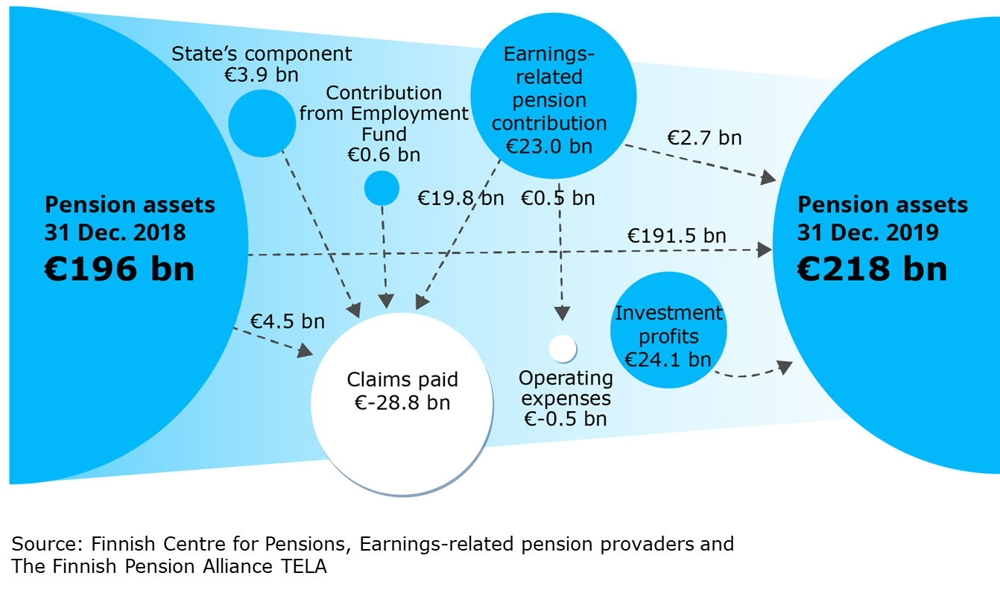 State’s component
€3.9 bn
Contribution
from Employment
Fund
€0.6 bn
Earnings-
related
pension
contribution
€23.0 bn
€2.7 bn
€19.8 bn
€0.5 bn
Pension assets
31 Dec. 2018
€196 bn
€191.5 bn
Pension assets
31 Dec. 2019
€218 bn
€4.5 bn
Investment
profits
€24.1 bn
Claims paid
€-28.8 bn
Operating
expenses
€-0.5 bn
Source: Finnish Centre for Pensions, Earnings-related pension provaders and
The Finnish Pension Alliance TELA